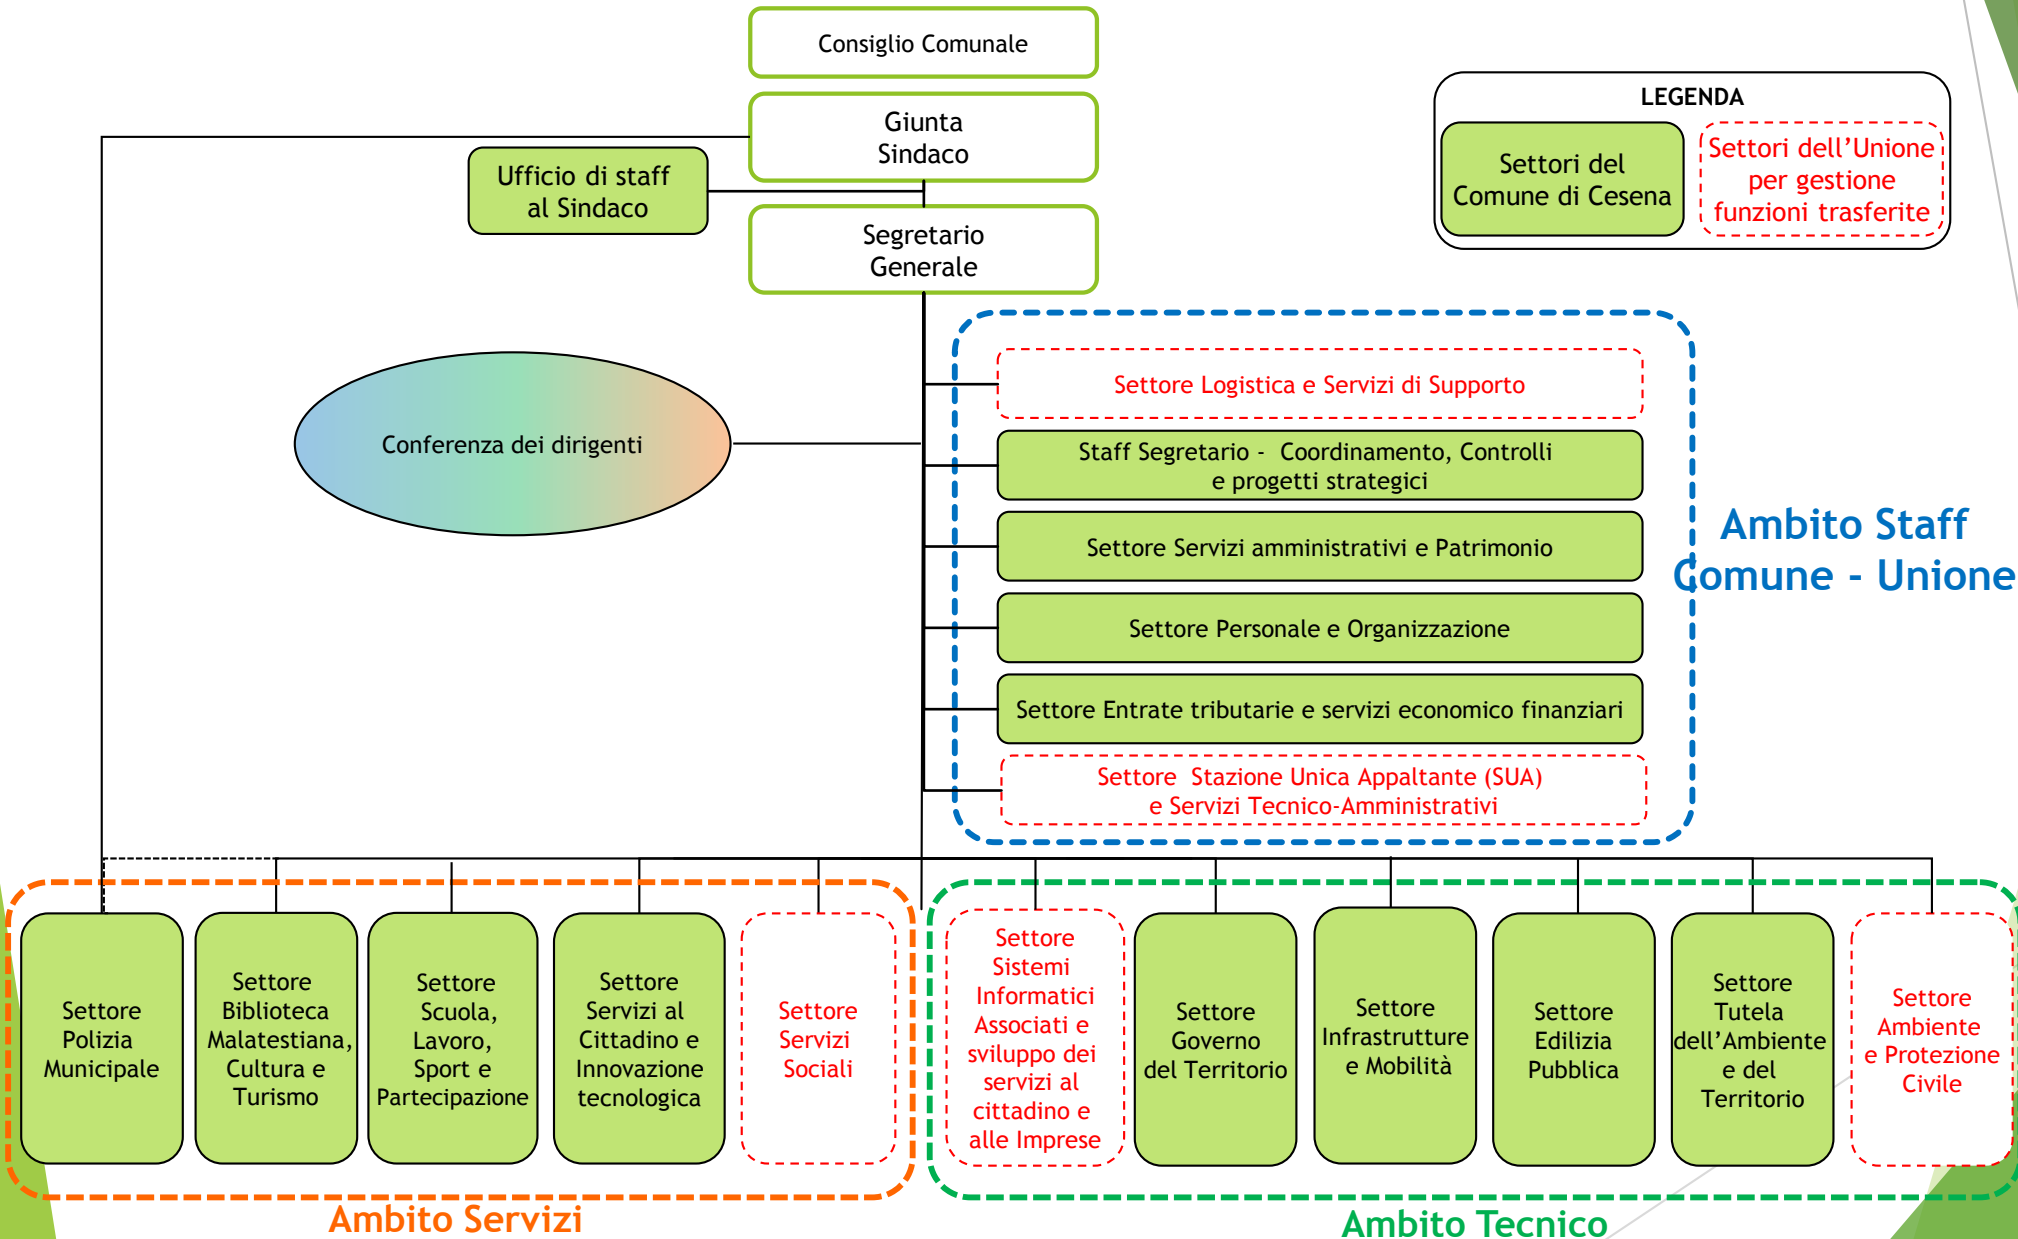 Consiglio Comunale
Giunta
Sindaco
Ufficio di staff
al Sindaco
Segretario
Generale
LEGENDA
Settori del
Comune di Cesena
Settori dell’Unione
per gestione
funzioni trasferite
Conferenza dei dirigenti
Settore Logistica e Servizi di Supporto
Staff Segretario - Coordinamento, Controlli
e progetti strategici
Settore Servizi amministrativi e Patrimonio
Settore Personale e Organizzazione
Settore Entrate tributarie e servizi economico finanziari
Settore Stazione Unica Appaltante (SUA)
e Servizi Tecnico-Amministrativi
Ambito Staff
Comune - Unione
Settore
Polizia
Municipale
Settore
Biblioteca
Malatestiana,
Cultura e
Turismo
Settore
Scuola,
Lavoro,
Sport e
Partecipazione
Settore
Servizi al
Cittadino e
Innovazione
tecnologica
Settore
Servizi
Sociali
Settore
Sistemi
Informatici
Associati e
sviluppo dei
servizi al
cittadino e
alle Imprese
Settore
Governo
del Territorio
Settore
Infrastrutture
e Mobilità
Settore
Edilizia
Pubblica
Settore
Tutela
dell’Ambiente
e del
Territorio
Settore
Ambiente
e Protezione
Civile
Ambito Servizi
Ambito Tecnico